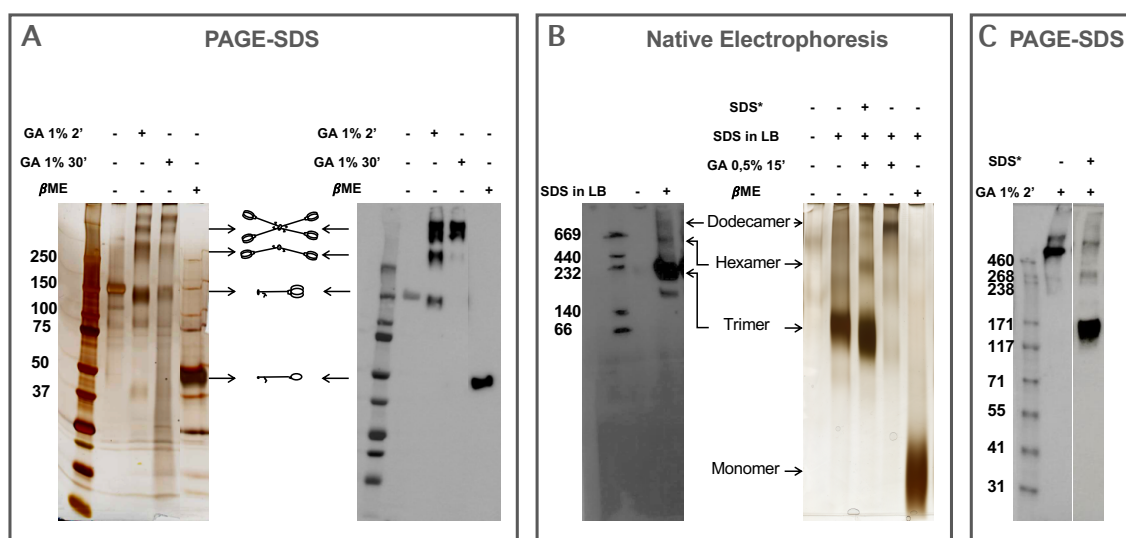 A PAGE-SDS
GA 1% 2’ - + - -
GA 1% 30’ - - + -
βME - - - +
250
150
100
75
50
37
GA 1% 2’ - + - -
GA 1% 30’ - - + -
βME - - - +
B Native Electrophoresis
SDS in LB - +
669
440
232
140
66
SDS* - - + - -
SDS in LB - + + + +
GA 0,5% 15’ - - + + -
βME - - - - +
Dodecamer
Hexamer
Trimer
Monomer
C PAGE-SDS
SDS* - +
GA 1% 2’ + +
460
268
238
171
117
71
55
41
31